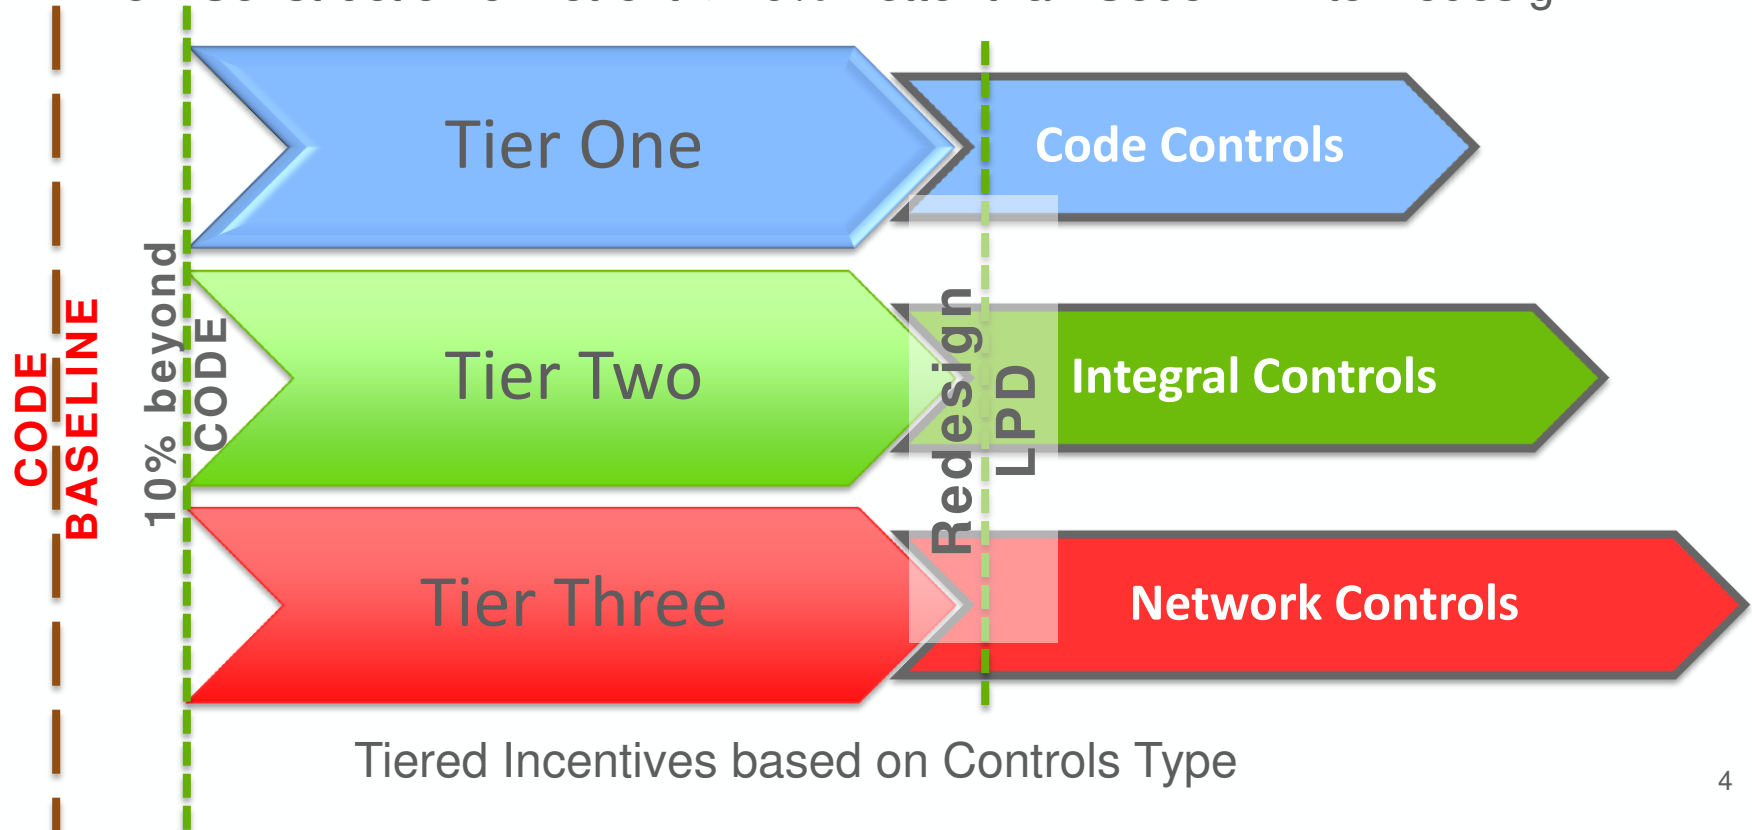 Tier One
Code Controls
CODE
BASELINE
10% beyond
CODE
Tier Two
Redesign
LPD
Integral Controls
Tier Three
Network Controls
Tiered Incentives based on Controls Type
4